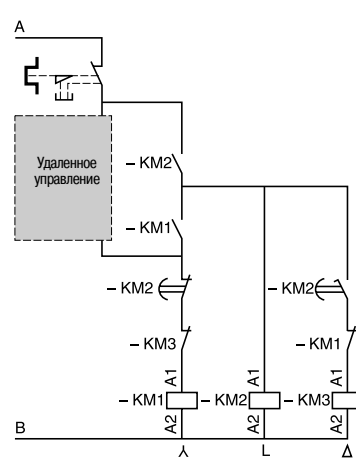 A
Удаленное
управление
– KM2
– KM1
– KM2
– KM2
– KM3
– KM1
A1
A1
A1
– KM1
– KM2
– KM3
A2
A2
A2
B
⅄
L
Δ